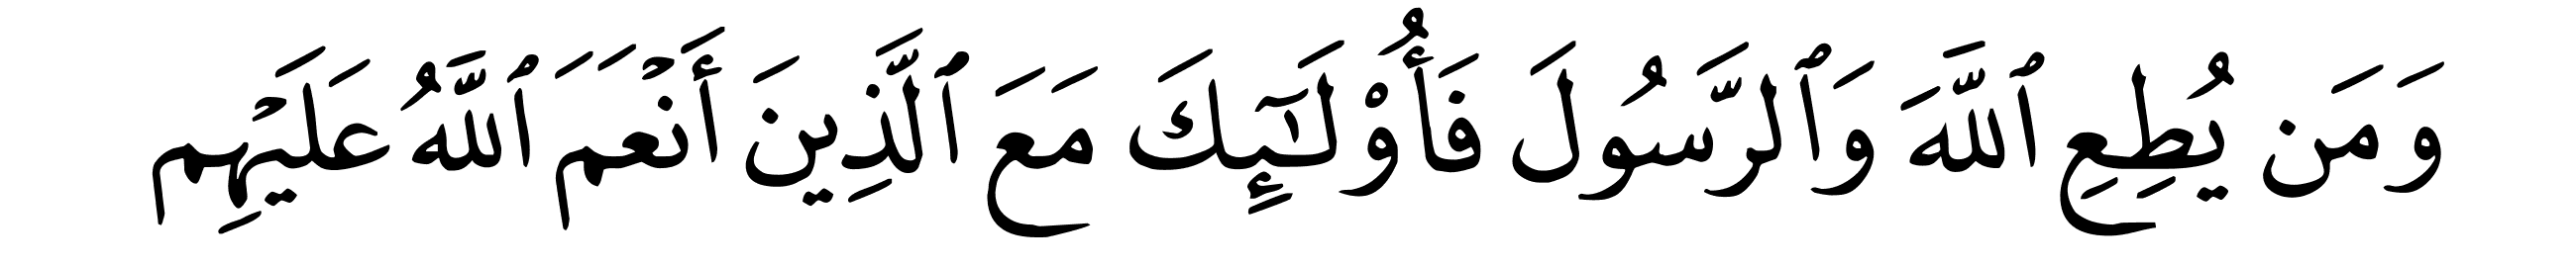 وَمَن يُطِعِ ٱللَّهَ وَٱلرَّسُولَ فَأُو۟لَـٰٓئِكَ مَعَ ٱلَّذِينَ أَنْعَمَ ٱللَّهُ عَلَيْهِم